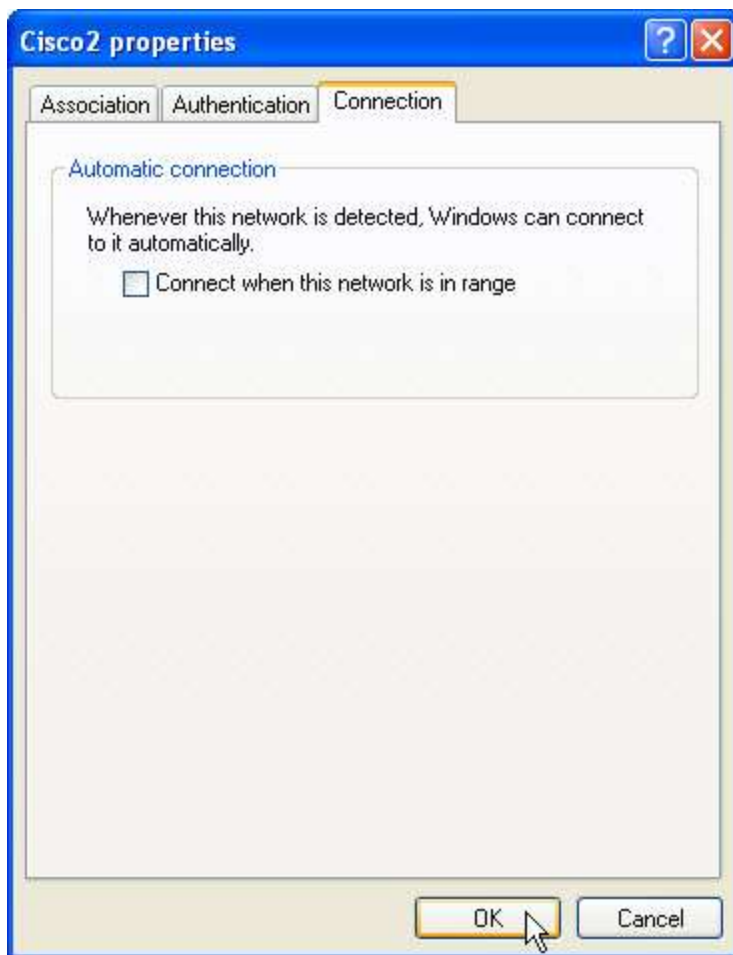 Cisco2 properties
Association Authentication Connection
Automatic connection
Whenever this network is detected, Windows can connect
to it automatically.
Connect when this network is in range
OK Cancel